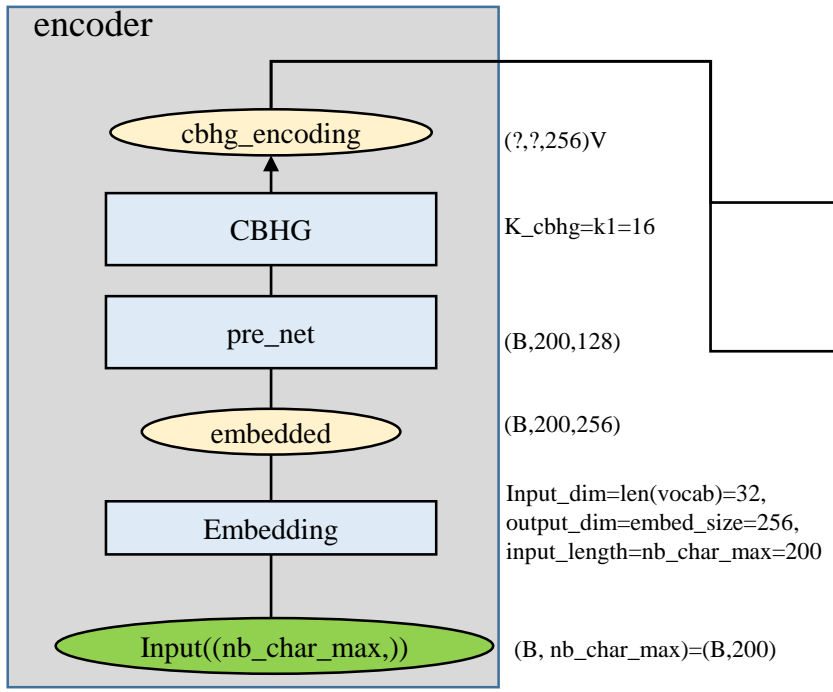 encoder
cbhg_encoding
(?,?,256)V
CBHG
K_cbhg=k1=16
pre_net
(B,200,128)
embedded
(B,200,256)
Embedding
Input_dim=len(vocab)=32,
output_dim=embed_size=256,
input_length=nb_char_max=200
Input((nb_char_max,))
(B, nb_char_max)=(B,200)